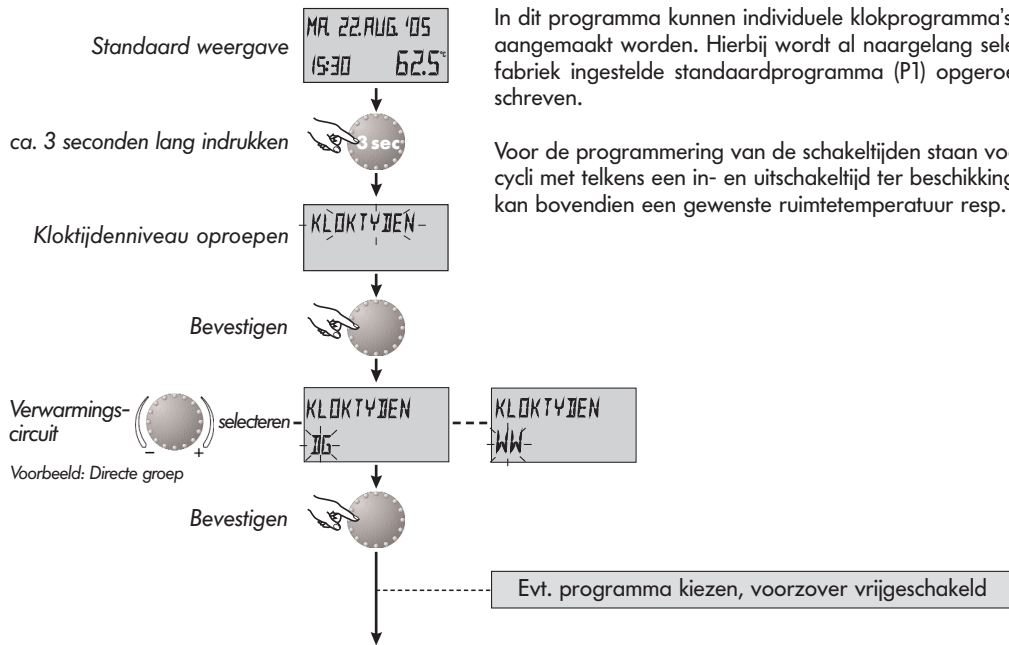 Standaard weergave
MA. 22.AUG. '05
15:30 62.5°
In dit programma kunnen individuele klokprogramma's
aangemaakt worden. Hierbij wordt al naargelang
fabriek ingestelde standaardprogramma (P1)
schreven.
Voor de programmering van de schakeltijden staan
cycli met telkens een in- en uitschakeltijd ter beschikking
kan bovendien een gewenste ruimtetemperatuur resp.
ca. 3 seconden lang indrukken
3 sec
Kloktijdenniveau oproepen
KLOKTYDEN
Bevestigen
Verwarmings-
circuit
- +
selecteren
Voorbeeld: Directe groep
KLOKTYDEN
DG
KLOKTYDEN
WW
Bevestigen
Evt. programma kiezen, voorzover vrijgeschakeld